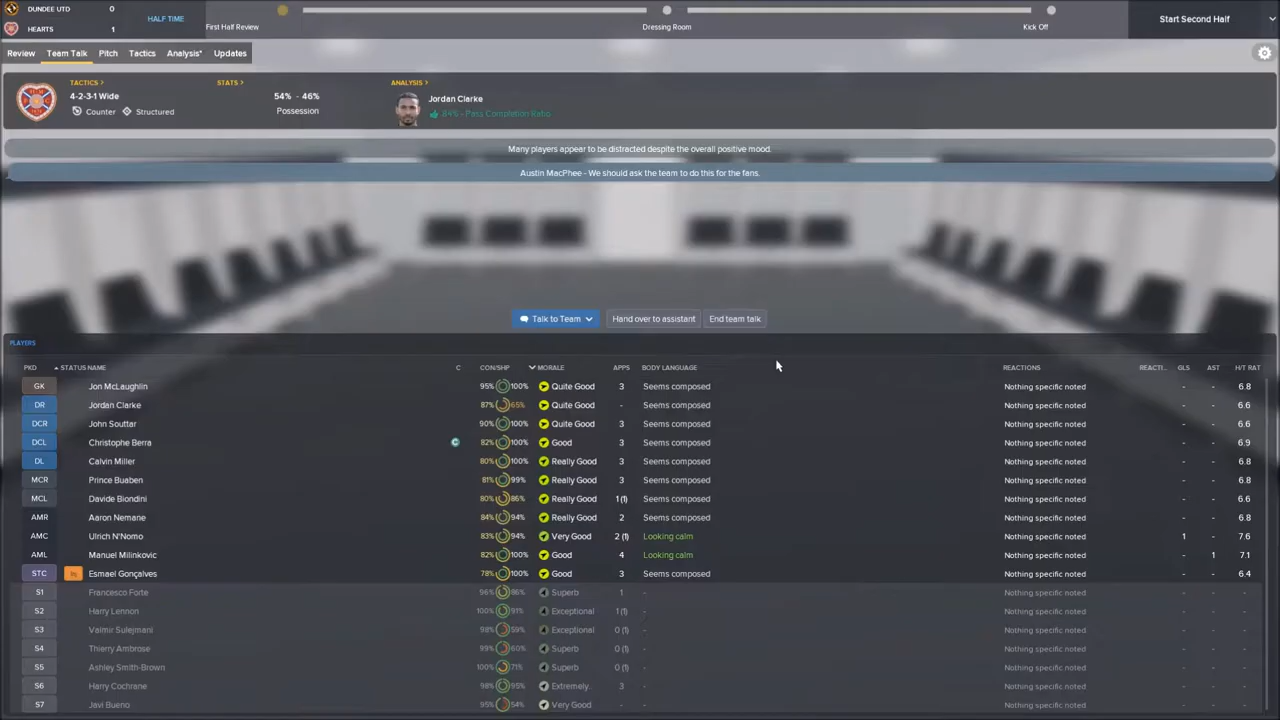 DUNDEE UTD 0
HEARTS 1
HALF TIME
First Half Review
Dressing Room
Kick Off
Start Second Half
Review Team Talk Pitch Tactics Analysis* Updates
TACTICS >
4-2-3-1 Wide
Counter Structured
STATS >
54% - 46%
Possession
ANALYSIS >
Jordan Clarke
84% - Pass Completion Ratio
Many players appear to be distracted despite the overall positive mood.
Austin MacPhee - We should ask the team to do this for the fans.
Talk to Team Hand over to assistant End team talk
PLAYERS
PKD STATUS NAME C CON/SHP MORALE APPS BODY LANGUAGE REACTIONS REACTI... GLS AST H/T RAT
GK Jon McLaughlin 95% 100% Quite Good 3 Seems composed Nothing specific noted - - 6.8
DR Jordan Clarke 87% 65% Quite Good - Seems composed Nothing specific noted - - 6.6
DCR John Souttar 90% 100% Quite Good 3 Seems composed Nothing specific noted - - 6.6
DCL Christophe Berra C 82% 100% Good 3 Seems composed Nothing specific noted - - 6.9
DL Calvin Miller 80% 100% Really Good 3 Seems composed Nothing specific noted - - 6.8
MCR Prince Buaben 81% 99% Really Good 3 Seems composed Nothing specific noted - - 6.8
MCL Davide Biondini 80% 86% Really Good 1 (1) Seems composed Nothing specific noted - - 6.6
AMR Aaron Nemane 84% 94% Really Good 2 Seems composed Nothing specific noted - - 6.8
AMC Ulrich N'Nomo 83% 94% Very Good 2 (1) Looking calm Nothing specific noted 1 - 7.6
AML Manuel Milinkovic 82% 100% Good 4 Looking calm Nothing specific noted - 1 7.1
STC Esmael Gonçalves 78% 100% Good 3 Seems composed Nothing specific noted - - 6.4
S1 Francesco Forte 96% 86% Superb 1 - Nothing specific noted - - -
S2 Harry Lennon 100% 91% Exceptional 1 (1) - Nothing specific noted - - -
S3 Valmir Sulejmani 98% 59% Exceptional 0 (1) - Nothing specific noted - - -
S4 Thierry Ambrose 99% 60% Superb 0 (1) - Nothing specific noted - - -
S5 Ashley Smith-Brown 100% 71% Superb 0 (1) - Nothing specific noted - - -
S6 Harry Cochrane 98% 95% Extremely... 3 - Nothing specific noted - - -
S7 Javi Bueno 95% 54% Very Good - - Nothing specific noted - - -